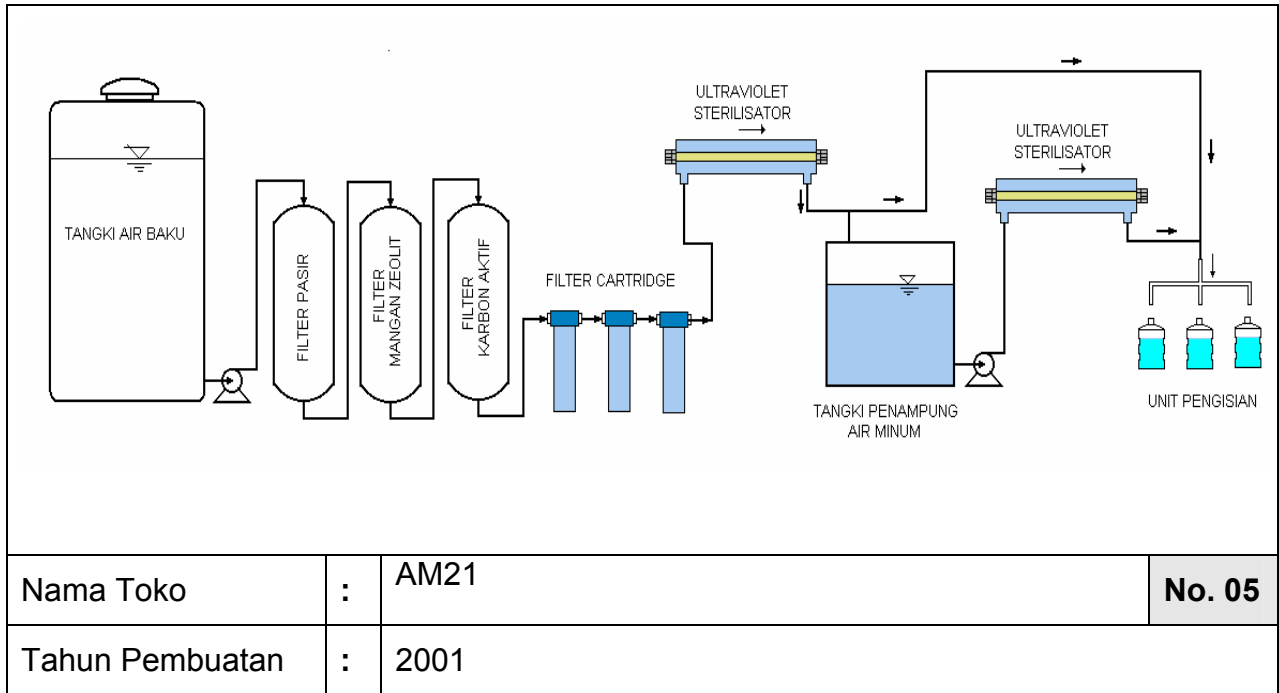 ULTRAVIOLET
STERILISATOR
ULTRAVIOLET
STERILISATOR
TANGKI AIR BAKU
FILTER PASIR
FILTER
MANGAN ZEOLIT
FILTER
KARBON AKTIF
FILTER CARTRIDGE
TANGKI PENAMPUNG
AIR MINUM
UNIT PENGISIAN
Nama Toko : AM21 No. 05
Tahun Pembuatan : 2001